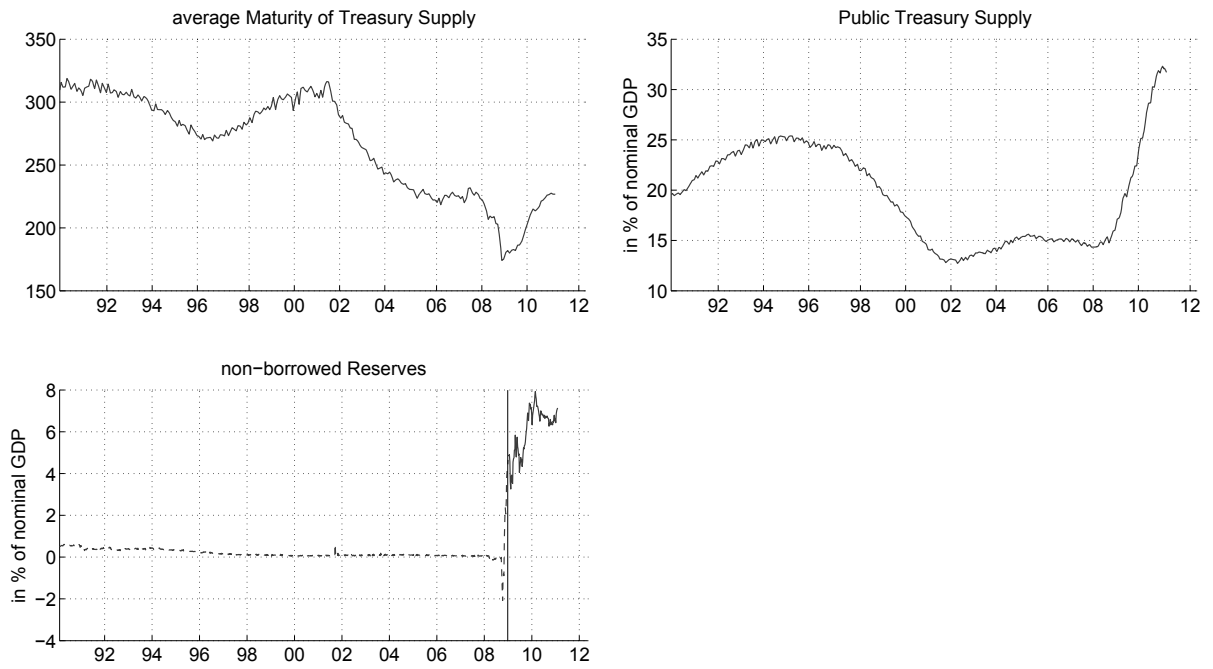 average Maturity of Treasury Supply
350
300
250
200
150
92 94 96 00 02 04 06 08 10 12
Public Treasury Supply
in % of nominal GDP
35
30
25
20
15
10
92 94 96 98 00 02 04 06 08 10 12
non−borrowed Reserves
in % of nominal GDP
8
6
4
2
0
−2
−4
92 94 96 98 00 02 04 06 08 10 12